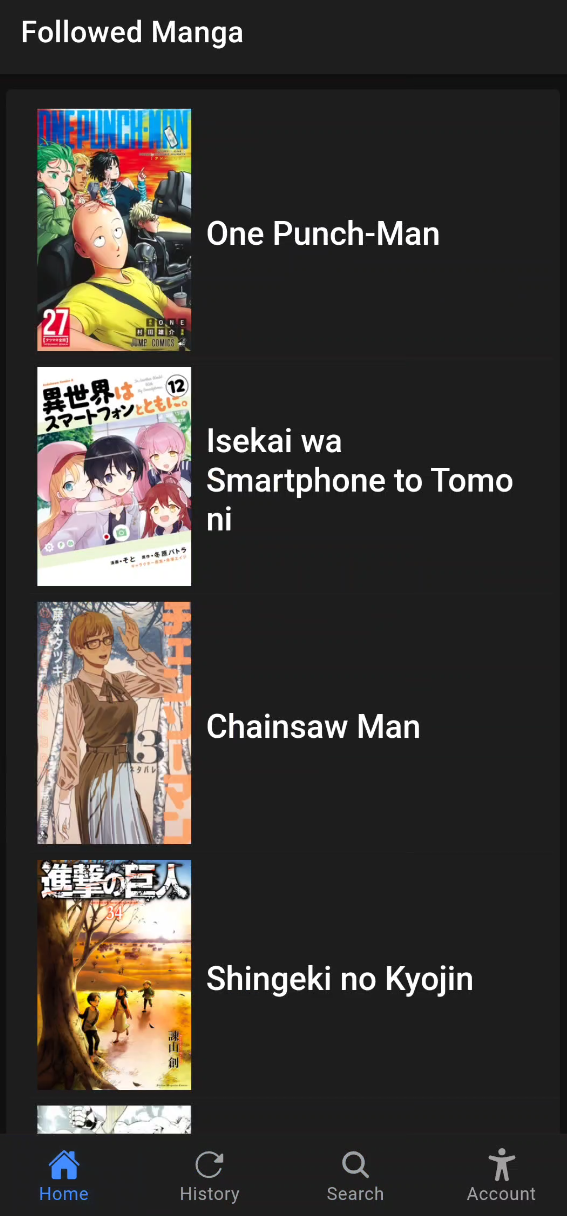 Followed Manga
ONE PUNCH-MAN
27
ONE
村田雄介
JUMP COMICS
One Punch-Man
12
異世界は
スマートフォンとともに。
漫画・そと 原作・冬原パトラ
Isekai wa
Smartphone to Tomo
ni
藤本タツキ
チェンソーマン
13
Chainsaw Man
進撃の巨人
34
諫山創
Shingeki no Kyojin
Home
History
Search
Account